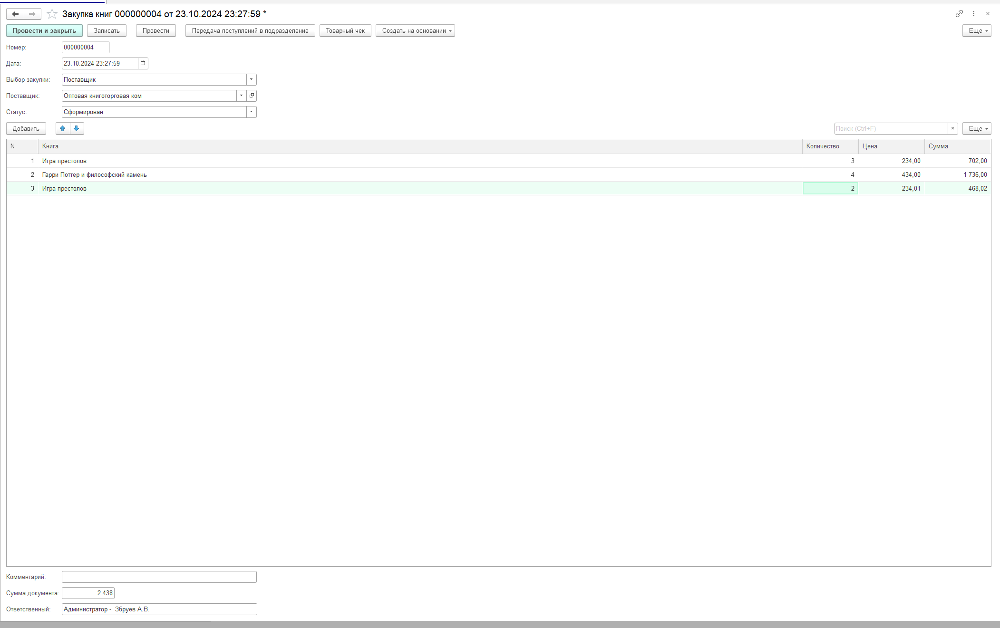 Закупка книг 000000004 от 23.10.2024 23:27:59 *
Провести и закрыть Записать Провести Передача поступлений в подразделение Товарный чек Создать на основании Еще
Номер: 000000004
Дата: 23.10.2024 23:27:59
Выбор закупки: Поставщик
Поставщик: Оптовая книготорговая ком
Статус: Сформирован
Добавить Поиск (Ctrl+F) × Еще
N Книга Количество Цена Сумма
1 Игра престолов 3 234,00 702,00
2 Гарри Поттер и философский камень 4 434,00 1 736,00
3 Игра престолов 2 234,01 468,02
Комментарий:
Сумма документа: 2 438
Ответственный: Администратор - Збруев А.В.